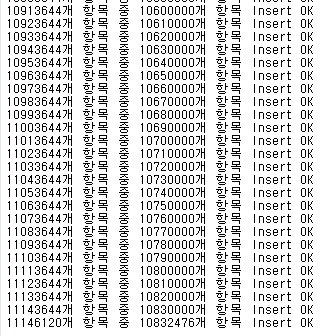 10913644개 항목 중 10600000개 항목 Insert OK
10923644개 항목 중 10610000개 항목 Insert OK
10933644개 항목 중 10620000개 항목 Insert OK
10943644개 항목 중 10630000개 항목 Insert OK
10953644개 항목 중 10640000개 항목 Insert OK
10963644개 항목 중 10650000개 항목 Insert OK
10973644개 항목 중 10660000개 항목 Insert OK
10983644개 항목 중 10670000개 항목 Insert OK
10993644개 항목 중 10680000개 항목 Insert OK
11003644개 항목 중 10690000개 항목 Insert OK
11013644개 항목 중 10700000개 항목 Insert OK
11023644개 항목 중 10710000개 항목 Insert OK
11033644개 항목 중 10720000개 항목 Insert OK
11043644개 항목 중 10730000개 항목 Insert OK
11053644개 항목 중 10740000개 항목 Insert OK
11063644개 항목 중 10750000개 항목 Insert OK
11073644개 항목 중 10760000개 항목 Insert OK
11083644개 항목 중 10770000개 항목 Insert OK
11093644개 항목 중 10780000개 항목 Insert OK
11103644개 항목 중 10790000개 항목 Insert OK
11113644개 항목 중 10800000개 항목 Insert OK
11123644개 항목 중 10810000개 항목 Insert OK
11133644개 항목 중 10820000개 항목 Insert OK
11143644개 항목 중 10830000개 항목 Insert OK
11146120개 항목 중 10832476개 항목 Insert OK